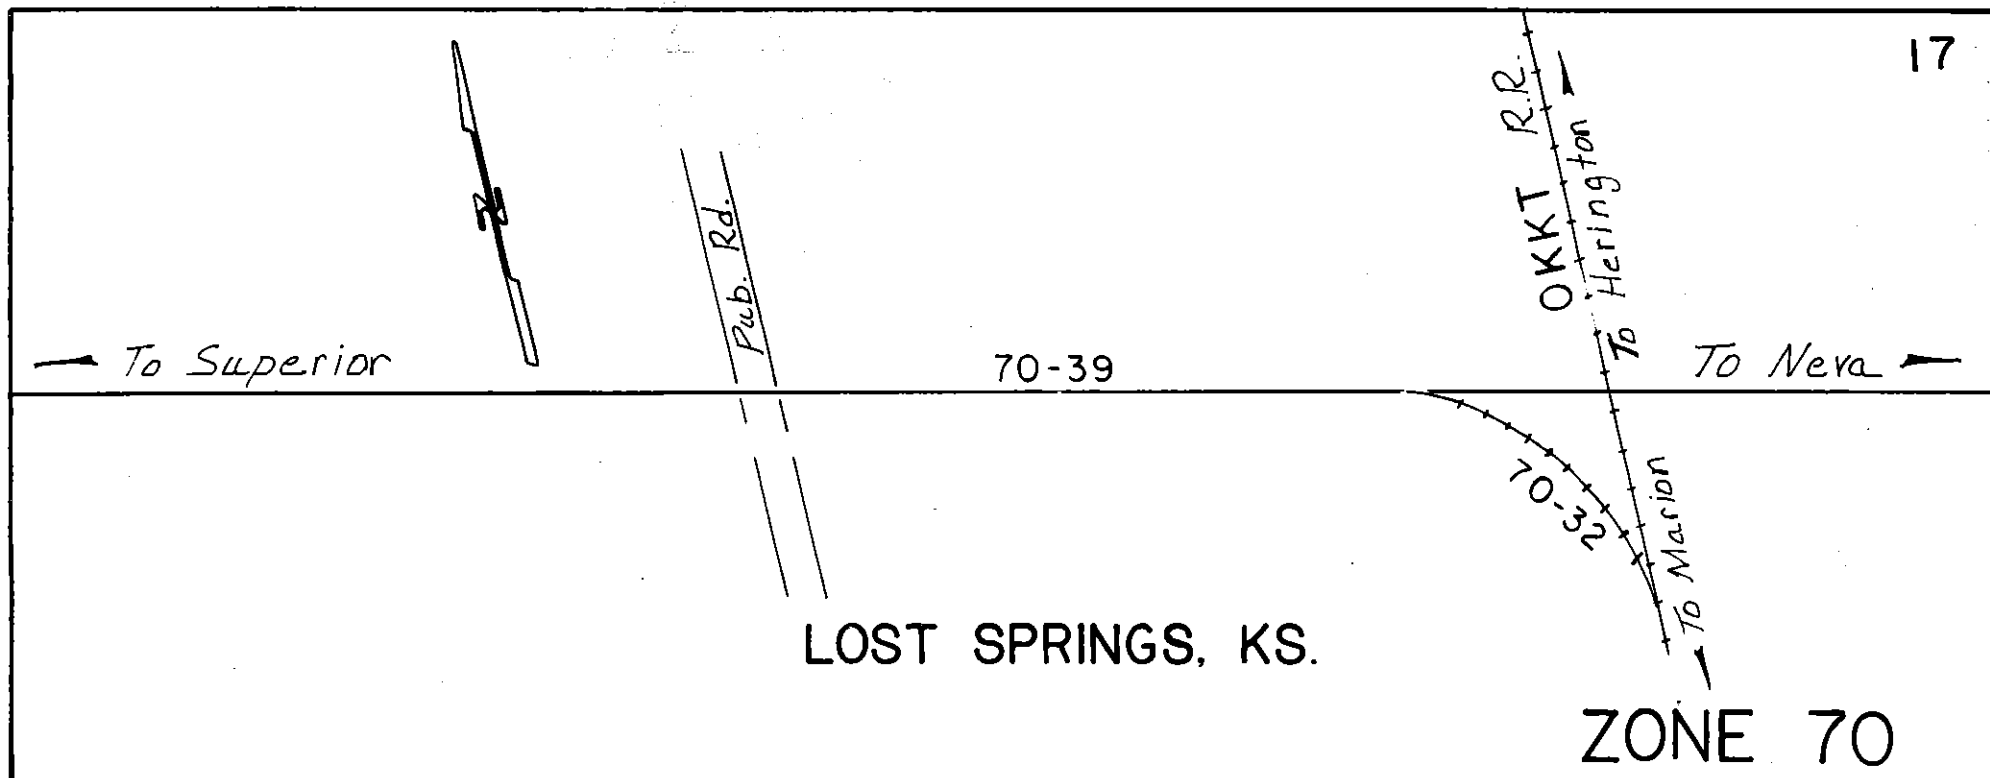 17
OKKT R.R.
To Herington
Pub. Rd.
N
To Superior
70-39
To Neva
70-32
To Marion
LOST SPRINGS, KS.
ZONE 70